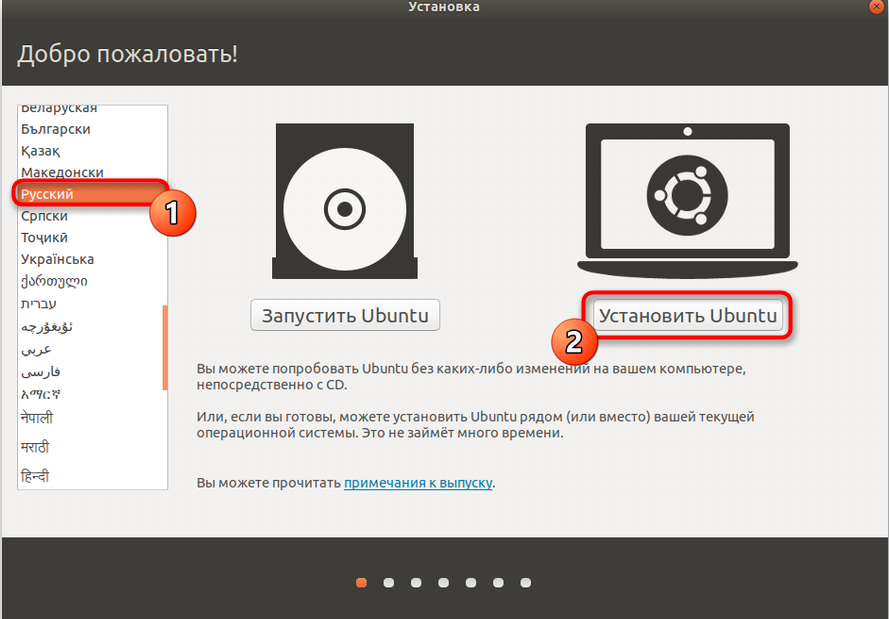 Установка
Добро пожаловать!
Беларуская
Български
Қазақ
Македонски
Русский
1
Српски
Тоҷикӣ
Українська
ქართული
עברית
ئۇيغۇرچە
عربي
فارسی
አማርኛ
नेपाली
मराठी
हिन्दी
Запустить Ubuntu
Установить Ubuntu
2
Вы можете попробовать Ubuntu без каких-либо изменений на вашем компьютере,
непосредственно с CD.
Или, если вы готовы, можете установить Ubuntu рядом (или вместо) вашей текущей
операционной системы. Это не займёт много времени.
Вы можете прочитать примечания к выпуску.